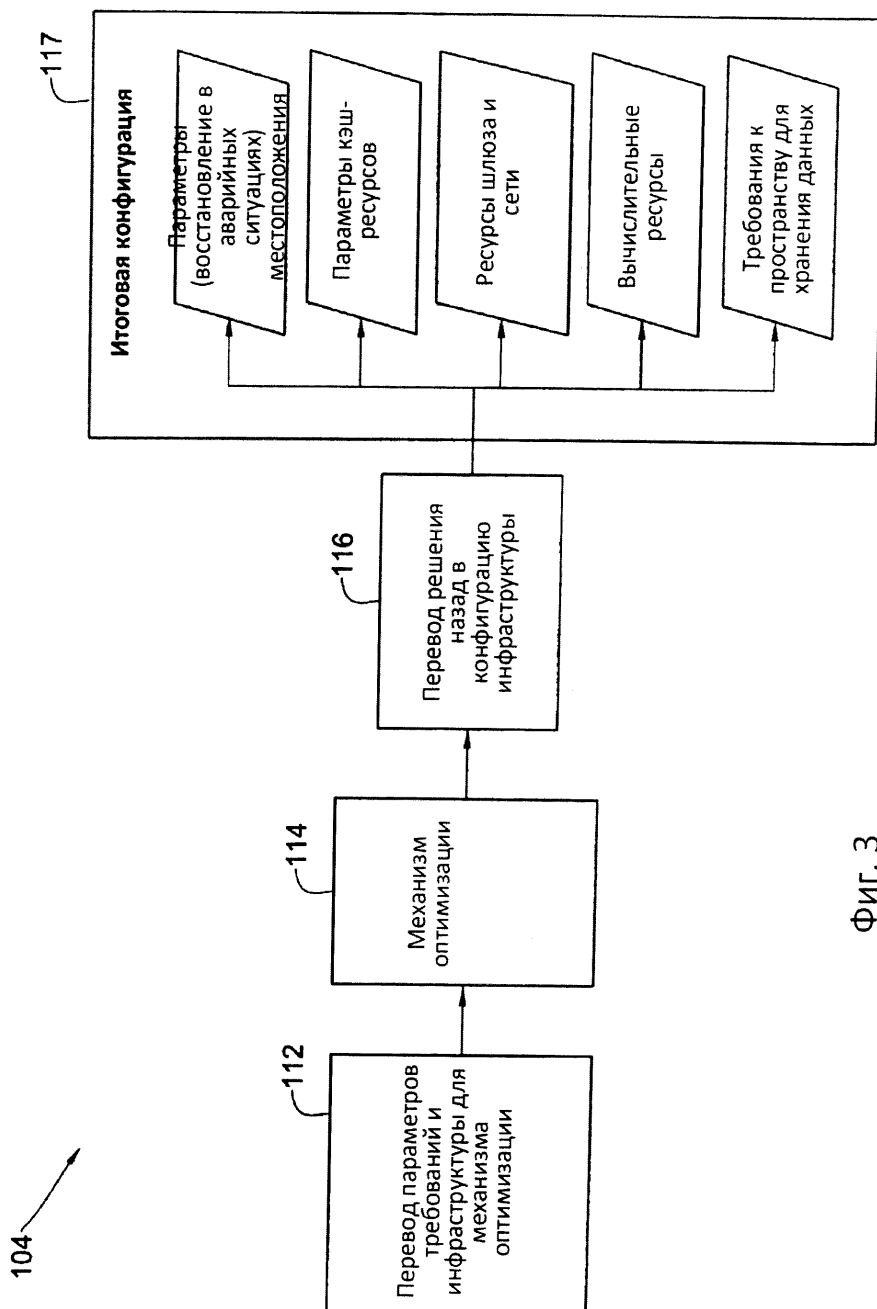 104
112
Перевод параметров
требований и
инфраструктуры для
механизма
оптимизации
114
Механизм
оптимизации
116
Перевод решения
назад в
конфигурацию
инфраструктуры
117
Итоговая конфигурация
Параметры
(восстановление в
аварийных
ситуациях)
местоположения
Параметры кэш-
ресурсов
Ресурсы шлюза и
сети
Вычислительные
ресурсы
Требования к
пространству для
хранения данных
Фиг. 3